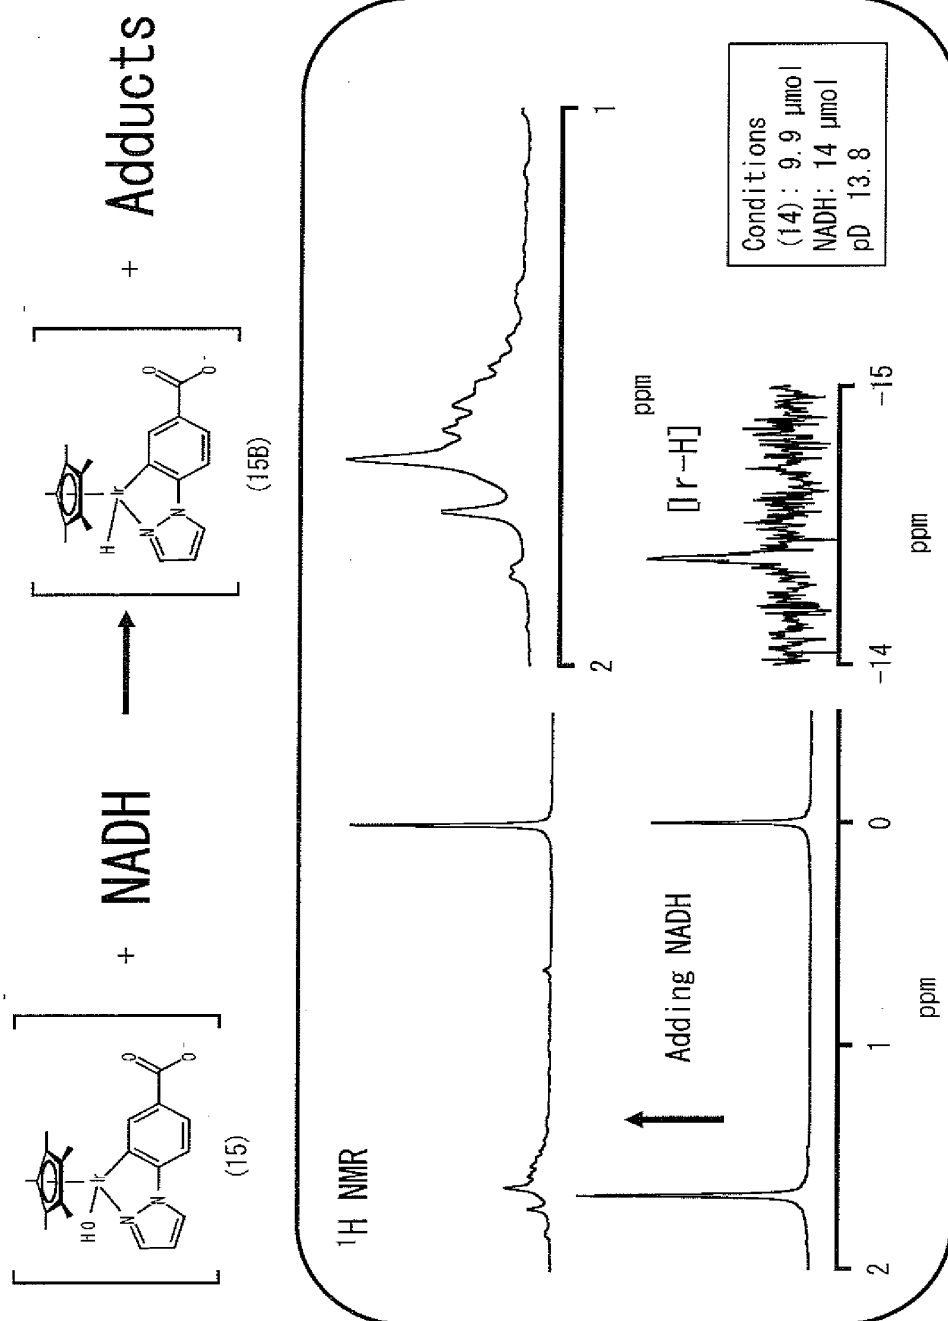 HO
Ir
N
N
O
O-
(15)
+ NADH
H
Ir
N
N
O
O-
(15B)
+ Adducts
1H NMR
Adding NADH
2 1 0
ppm
2 1
ppm
[Ir-H]
-14 -15
ppm
Conditions
(14): 9.9 μmol
NADH: 14 μmol
pD 13.8